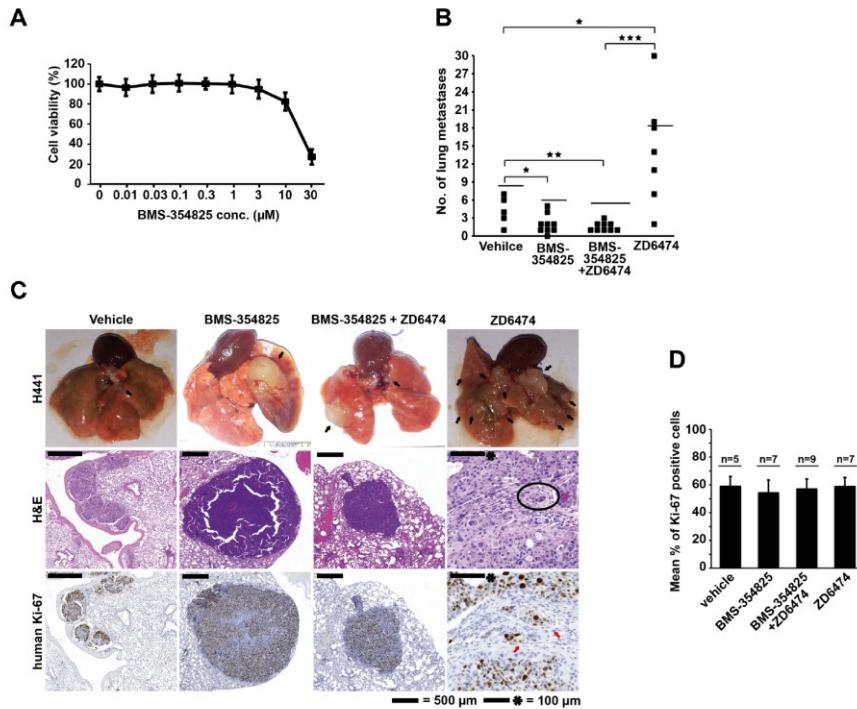 A
Cell viability (%)
120
100
80
60
40
20
0
0 0.01 0.03 0.1 0.3 1 3 10 30
BMS-354825 conc. (µM)
B
No. of lung metastases
30
27
24
21
18
15
12
9
6
3
0
★
★★★
★★
★
Vehilce
BMS-
354825
BMS-
354825
+ZD6474
ZD6474
C
Vehicle BMS-354825 BMS-354825 + ZD6474 ZD6474
H441
H&E
human Ki-67
✱
✱
= 500 µm ✱ = 100 µm
D
Mean % of Ki-67 positive cells
100
80
60
40
20
0
n=5 n=7 n=9 n=7
vehicle
BMS-354825
BMS-354825
+ZD6474
ZD6474